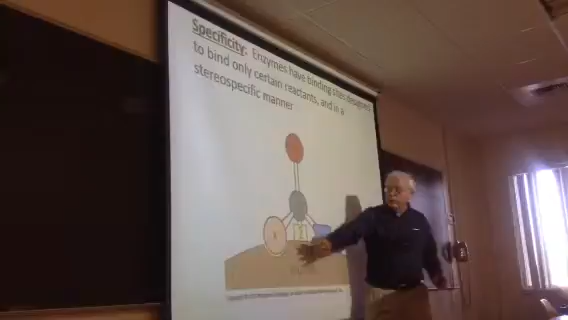 Specificity: Enzymes have binding sites designed
to bind only certain reactants, and in a
stereospecific manner